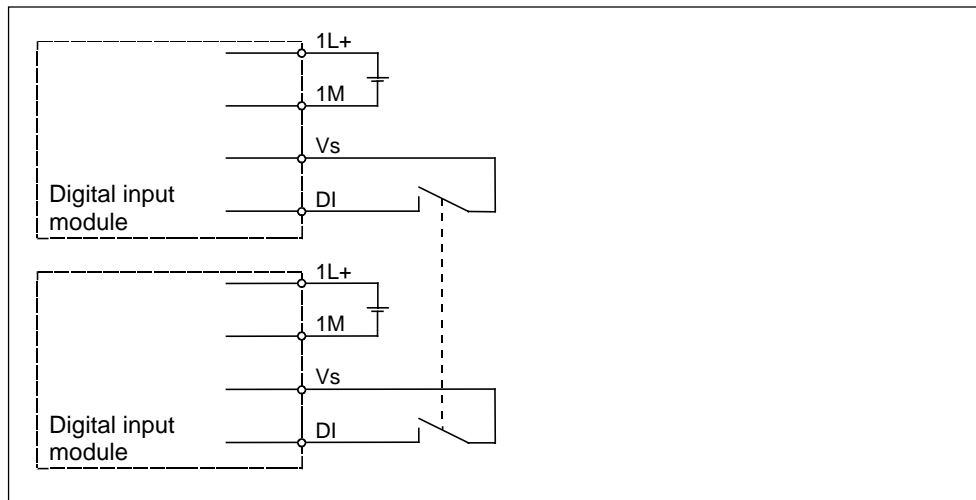 1L+
1M
Vs
Digital input
module
DI
1L+
1M
Vs
Digital input
module
DI